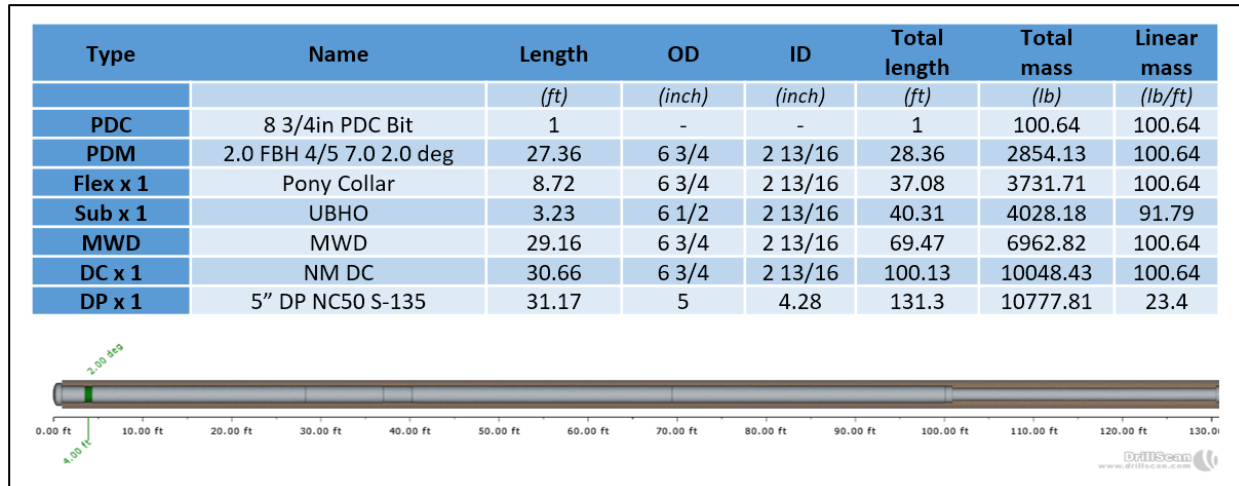 Type Name Length OD ID Total length Total mass Linear mass
(ft) (inch) (inch) (ft) (lb) (lb/ft)
PDC 8 3/4in PDC Bit 1 - - 1 100.64 100.64
PDM 2.0 FBH 4/5 7.0 2.0 deg 27.36 6 3/4 2 13/16 28.36 2854.13 100.64
Flex x 1 Pony Collar 8.72 6 3/4 2 13/16 37.08 3731.71 100.64
Sub x 1 UBHO 3.23 6 1/2 2 13/16 40.31 4028.18 91.79
MWD MWD 29.16 6 3/4 2 13/16 69.47 6962.82 100.64
DC x 1 NM DC 30.66 6 3/4 2 13/16 100.13 10048.43 100.64
DP x 1 5” DP NC50 S-135 31.17 5 4.28 131.3 10777.81 23.4
2.00 deg
0.00 ft 10.00 ft 20.00 ft 30.00 ft 40.00 ft 50.00 ft 60.00 ft 70.00 ft 80.00 ft 90.00 ft 100.00 ft 110.00 ft 120.00 ft 130.0
4.00 ft
DrillScan
www.drillscan.com